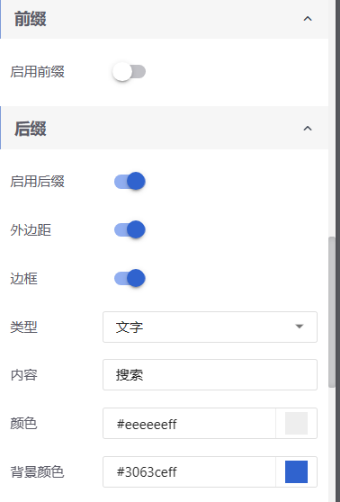 前缀
启用前缀
后缀
启用后缀
外边距
边框
类型 文字
内容 搜索
颜色 #eeeeeeff
背景颜色 #3063ceff